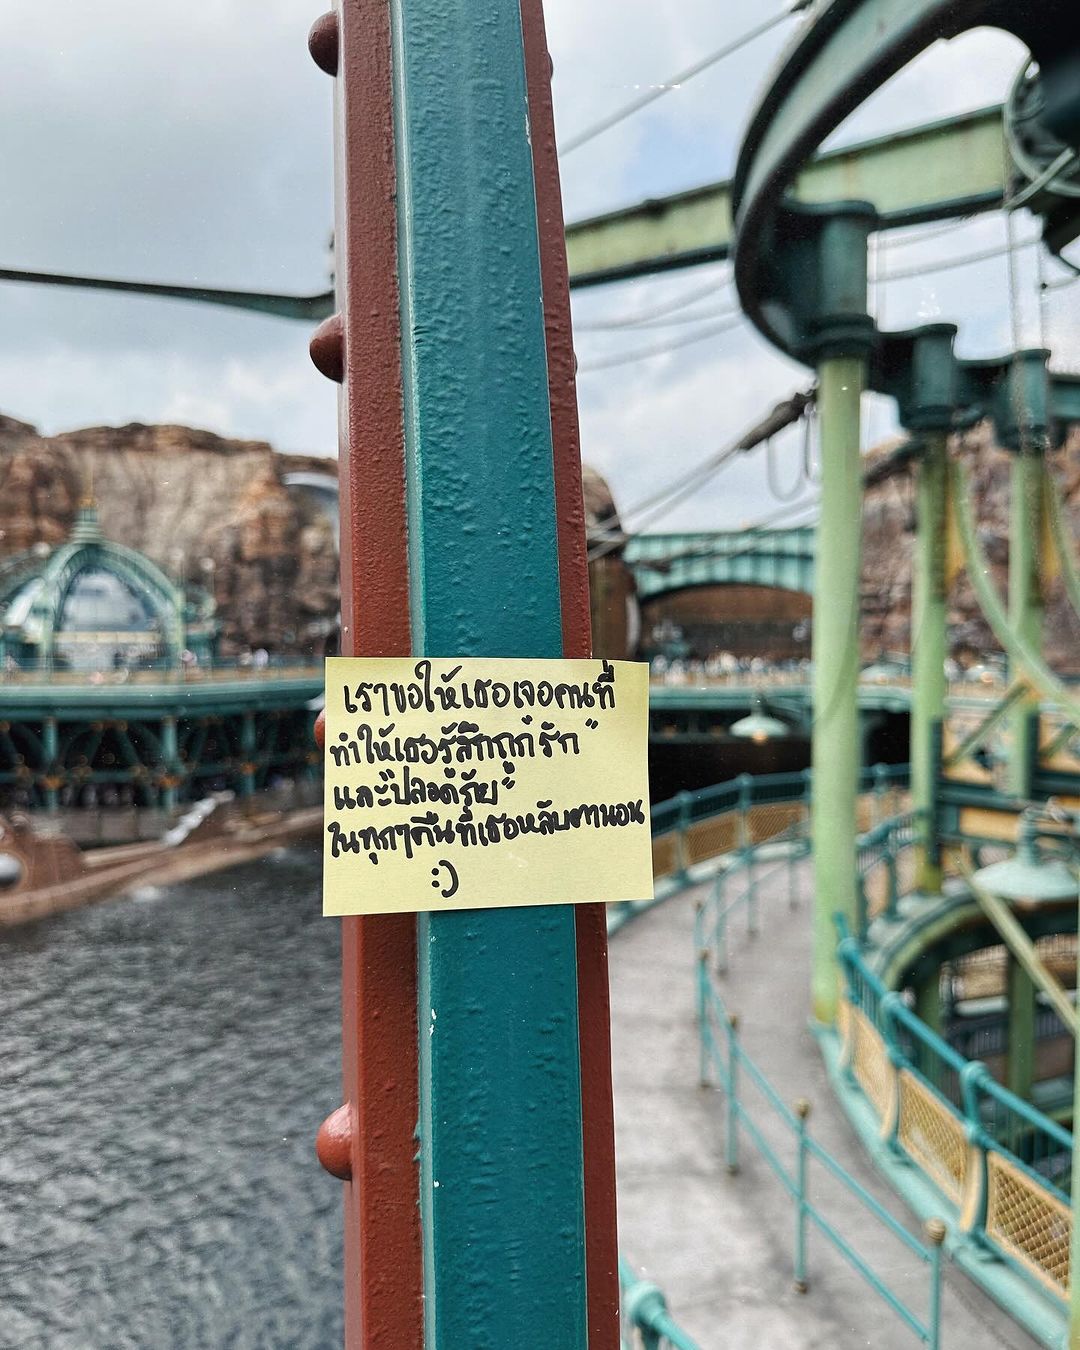 เราขอให้เธอเจอคนที่
ทำให้เธอรู้สึกถูก "รัก"
และ "ปลอดภัย"
ในทุกๆคืนที่เธอหลับตานอน
:)